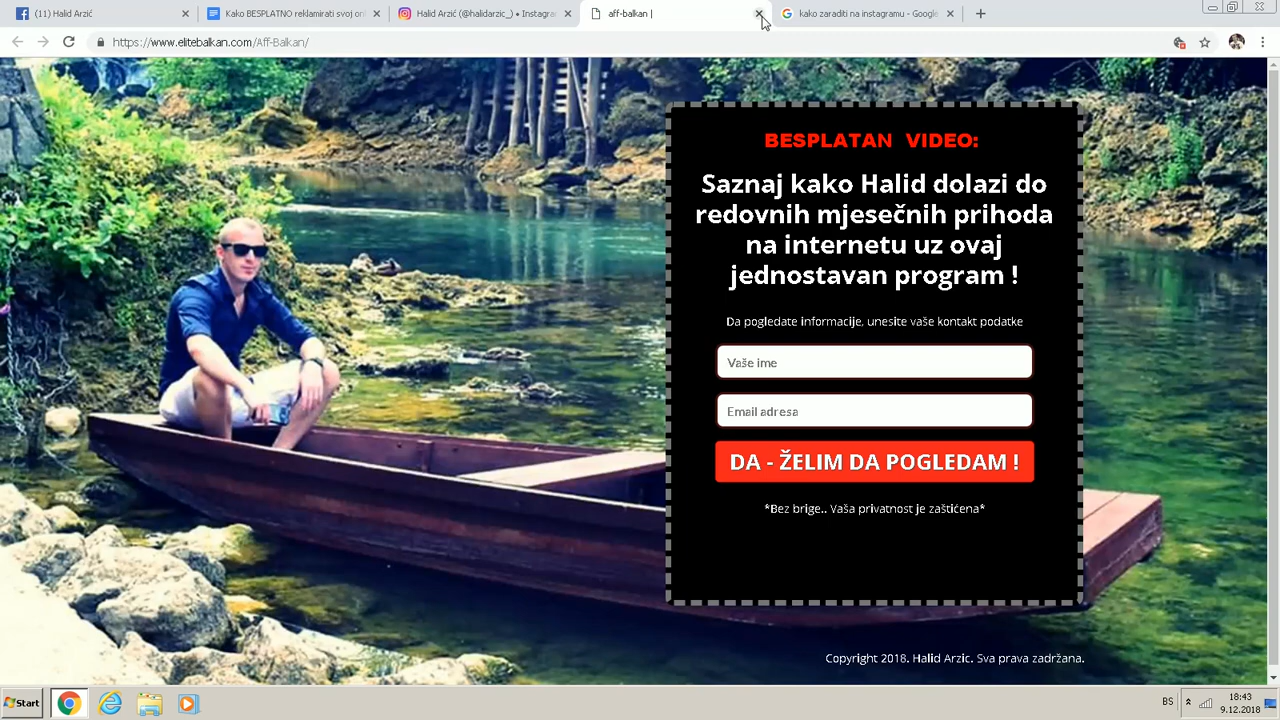 (11) Halid Arzić
Kako BESPLATNO reklamirati svoj onl
Halid Arzić (@halidarzic_) • Instagram
aff-balkan |
kako zaraditi na instagramu - Google
https://www.elitebalkan.com/Aff-Balkan/
BESPLATAN VIDEO:
Saznaj kako Halid dolazi do
redovnih mjesečnih prihoda
na internetu uz ovaj
jednostavan program !
Da pogledate informacije, unesite vaše kontakt podatke
Vaše ime
Email adresa
DA - ŽELIM DA POGLEDAM !
*Bez brige.. Vaša privatnost je zaštićena*
Copyright 2018. Halid Arzic. Sva prava zadržana.
Start
BS
18:43
9.12.2018